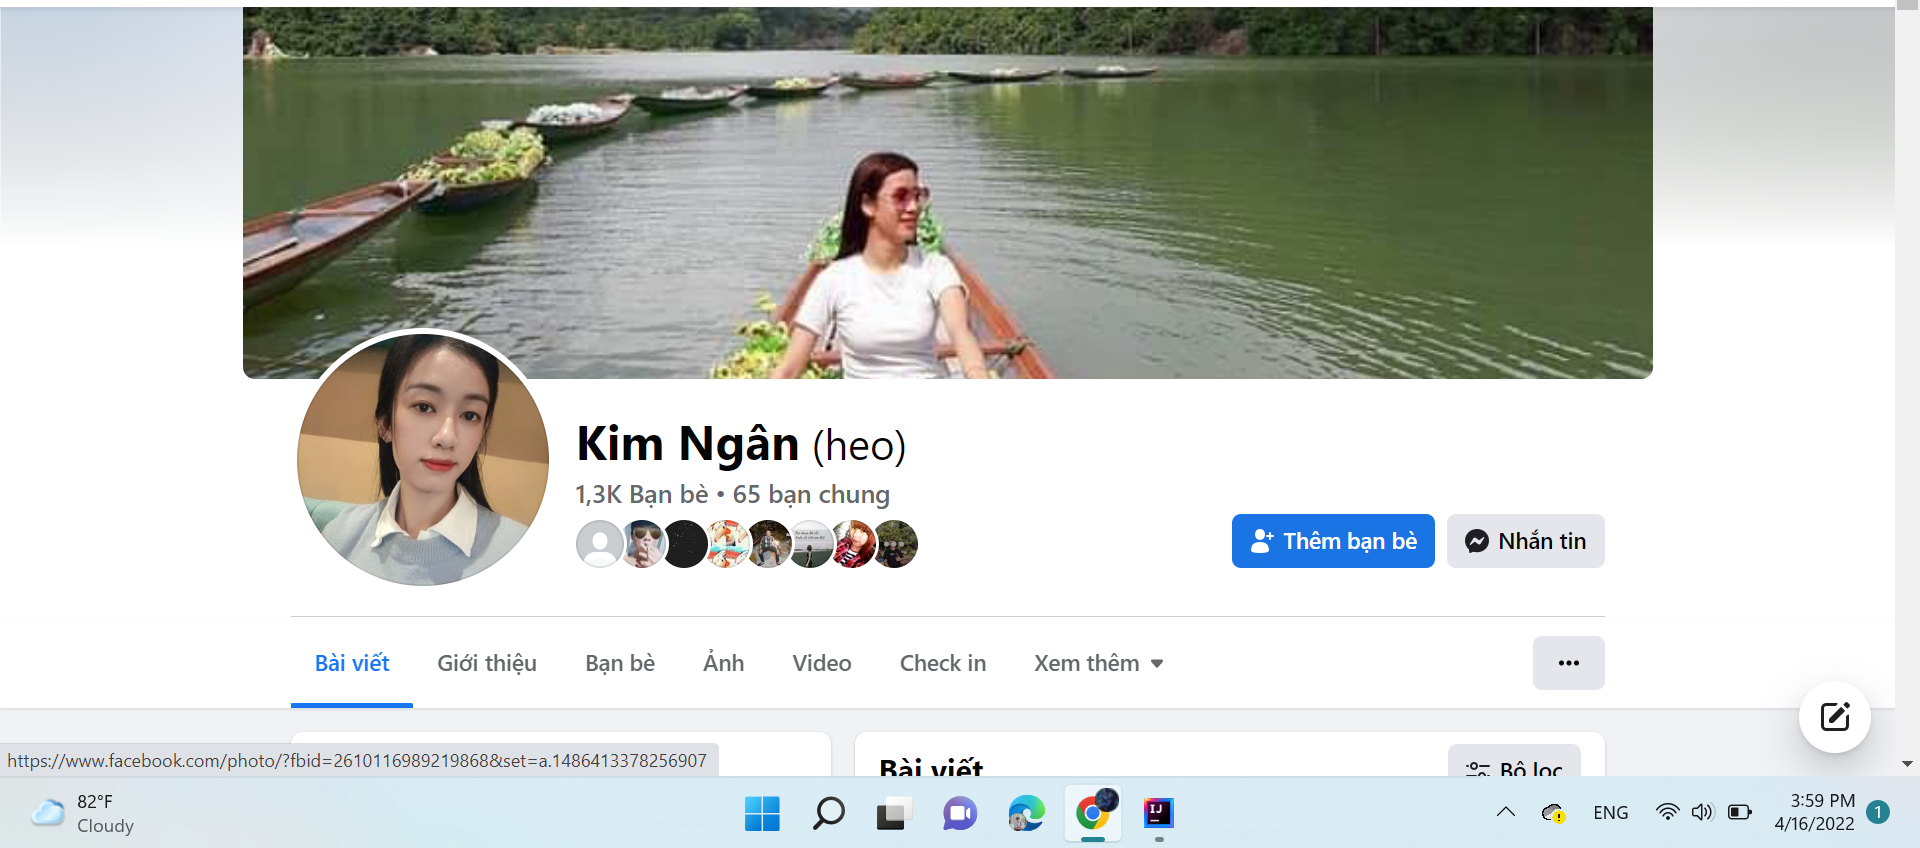 Kim Ngân (heo)
1,3K Bạn bè • 65 bạn chung
Thêm bạn bè
Nhắn tin
Bài viết
Giới thiệu
Bạn bè
Ảnh
Video
Check in
Xem thêm
Bài viết
Bộ lọc
https://www.facebook.com/photo/?fbid=2610116989219868&set=a.1486413378256907
82°F
Cloudy
IJ
ENG
3:59 PM
4/16/2022
1